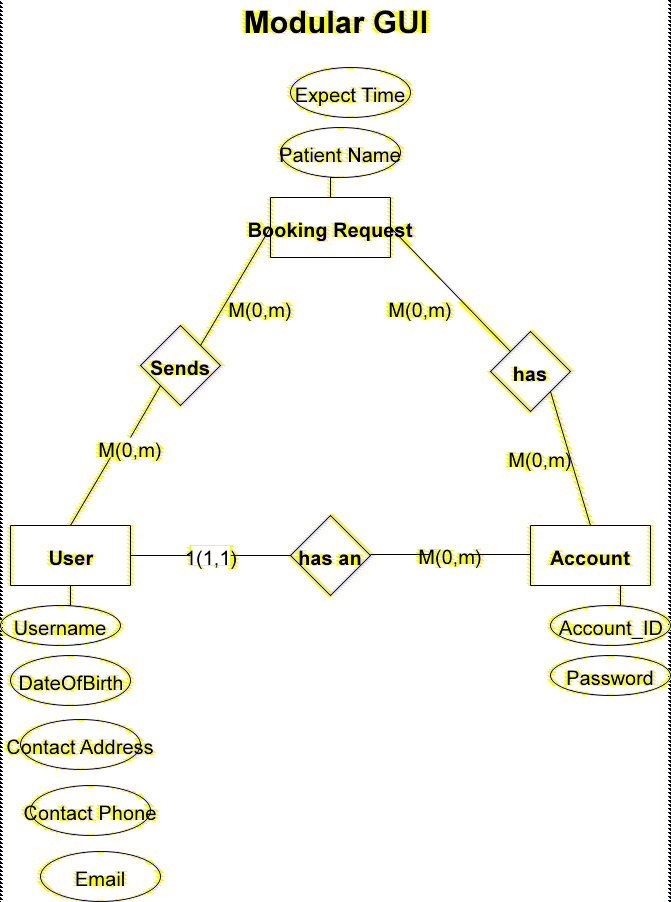 Modular GUI
Expect Time
Patient Name
Booking Request
M(0,m)
M(0,m)
Sends
has
M(0,m)
M(0,m)
User
1(1,1)
has an
M(0,m)
Account
Username
Account_ID
DateOfBirth
Password
Contact Address
Contact Phone
Email